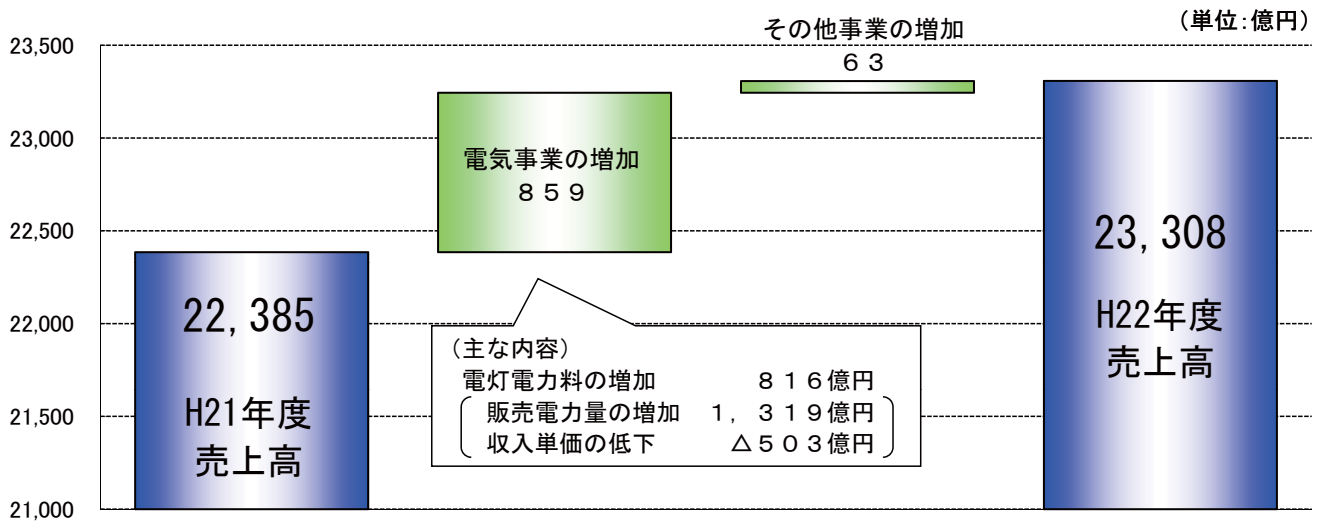 （単位：億円）
23,500
23,000
22,500
22,000
21,500
21,000
22,385
H21年度
売上高
電気事業の増加
８５９
その他事業の増加
６３
23,308
H22年度
売上高
（主な内容）
電灯電力料の増加　８１６億円
販売電力量の増加　１，３１９億円
収入単価の低下　△５０３億円